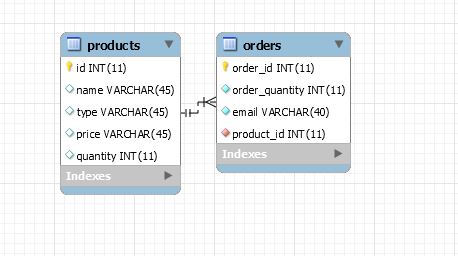 products
id INT(11)
name VARCHAR(45)
type VARCHAR(45)
price VARCHAR(45)
quantity INT(11)
Indexes
orders
order_id INT(11)
order_quantity INT(11)
email VARCHAR(40)
product_id INT(11)
Indexes